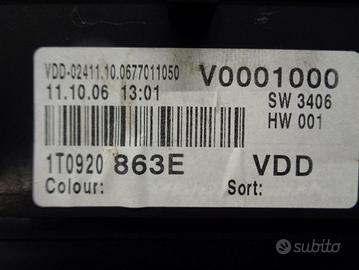 VDD-02411.10.0677011050 V0001000
11.10.06 13:01 SW 3406
HW 001
1T0920 863E VDD
Colour: Sort:
subito